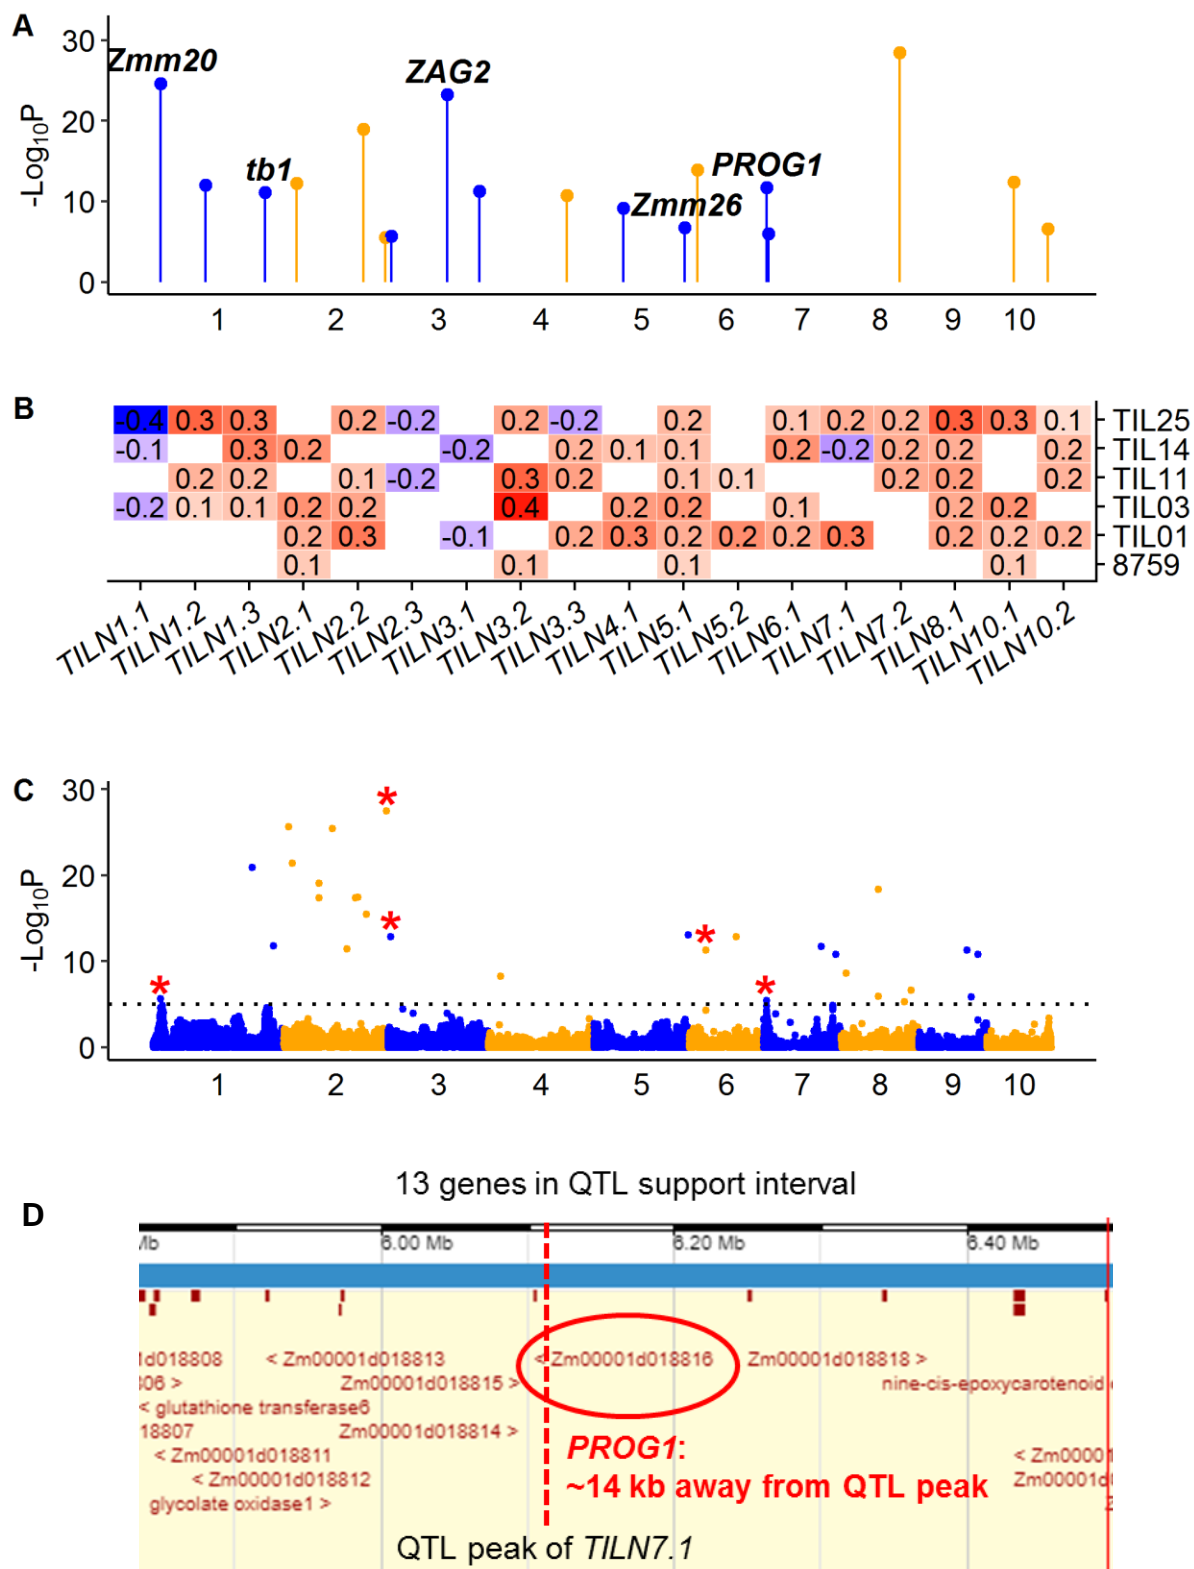 A
30
20
10
0
-Log10P
Zmm20
tb1
ZAG2
Zmm26
PROG1
1 2 3 4 5 6 7 8 9 10
B
-0.4 0.3 0.3 0.2 -0.2 0.2 -0.2 0.2 0.1 0.2 0.2 0.3 0.3 0.1 TIL25
-0.1 0.3 0.2 -0.2 0.2 0.1 0.1 0.2 -0.2 0.2 0.2 0.2 TIL14
0.2 0.2 0.1 -0.2 0.3 0.2 0.1 0.1 0.2 0.2 0.2 TIL11
-0.2 0.1 0.1 0.2 0.2 0.4 0.2 0.2 0.1 0.2 0.2 TIL03
0.2 0.3 -0.1 0.2 0.3 0.2 0.2 0.2 0.3 0.2 0.2 0.2 TIL01
0.1 0.1 0.1 0.1 8759
TILN1.1 TILN1.2 TILN1.3 TILN2.1 TILN2.2 TILN2.3 TILN3.1 TILN3.2 TILN3.3 TILN4.1 TILN5.1 TILN5.2 TILN6.1 TILN7.1 TILN7.2 TILN8.1 TILN10.1 TILN10.2
C
30
20
10
0
-Log10P
* * * * *
1 2 3 4 5 6 7 8 9 10
13 genes in QTL support interval
D
Mb 6.00 Mb 6.20 Mb 6.40 Mb
1d018808 < Zm00001d018813 < Zm00001d018816 Zm00001d018818 >
306 > Zm00001d018815 > nine-cis-epoxycarotenoid
< glutathione transferase6
18807 Zm00001d018814 >
< Zm00001d018811 < Zm00001
< Zm00001d018812 Zm00001d
glycolate oxidase1 >
PROG1:
~14 kb away from QTL peak
QTL peak of TILN7.1